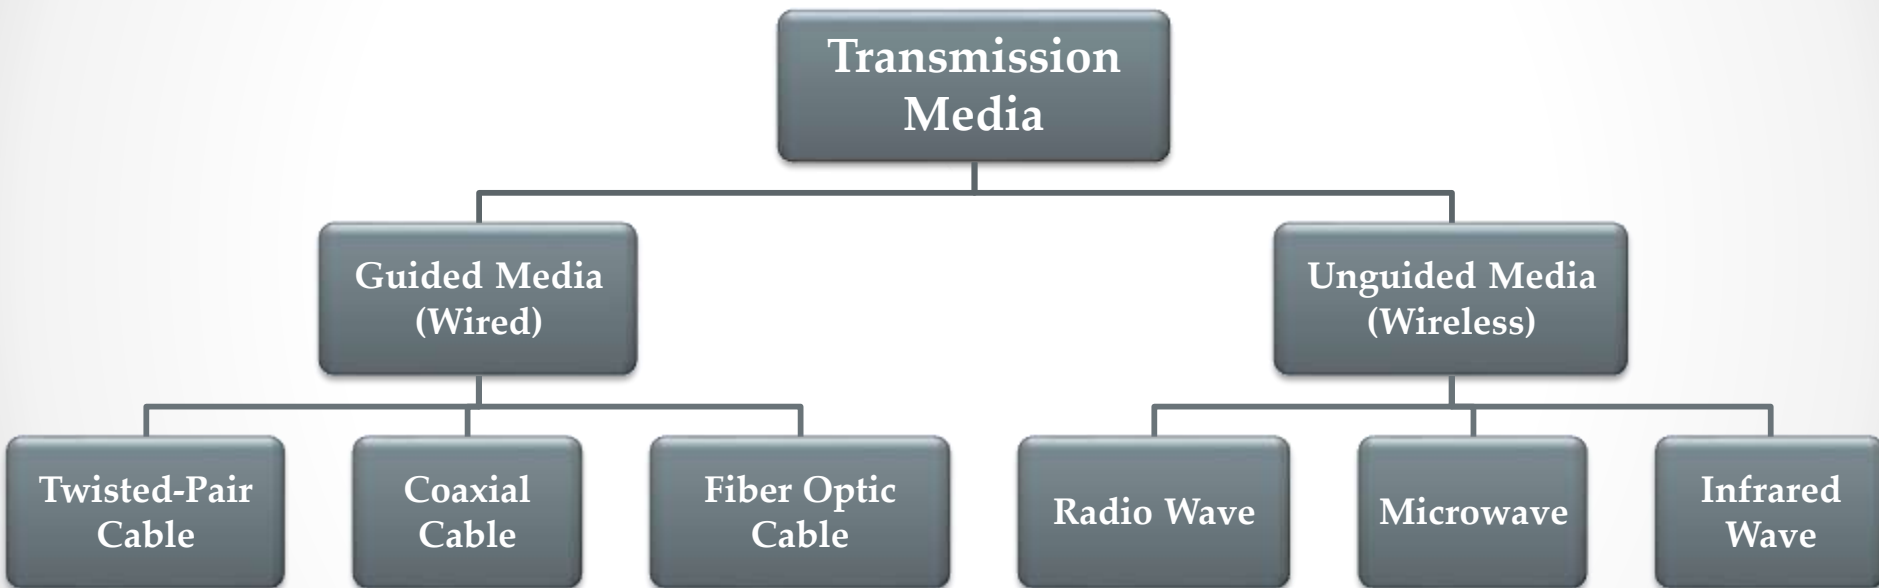 Transmission
Media
Guided Media
(Wired)
Unguided Media
(Wireless)
Twisted-Pair
Cable
Coaxial
Cable
Fiber Optic
Cable
Radio Wave
Microwave
Infrared
Wave